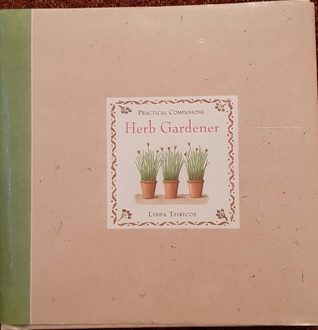 PRACTICAL COMPANIONS
Herb Gardener
LINDA TSIRICOS